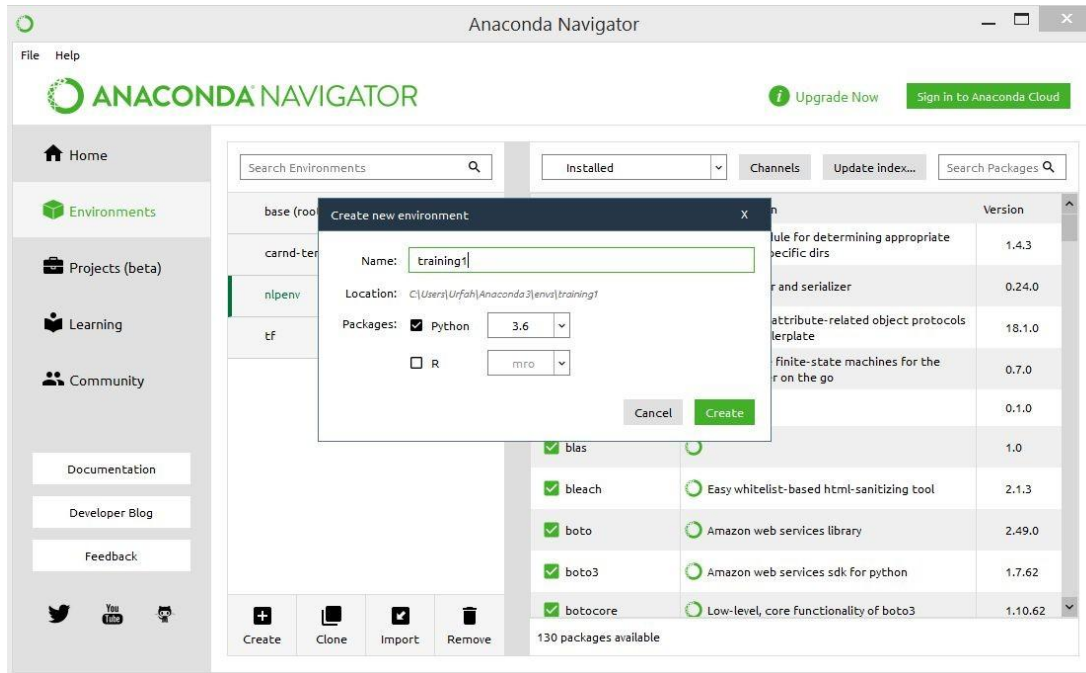 Anaconda Navigator
File Help
ANACONDA NAVIGATOR
Upgrade Now
Sign in to Anaconda Cloud
Home
Environments
Projects (beta)
Learning
Community
Documentation
Developer Blog
Feedback
You
Tube
Search Environments
base (roo
carnd-ter
nlpenv
tf
Create Clone Import Remove
Create new environment X
Name: training1
Location: C:\Users\Urfah\Anaconda3\envs\training1
Packages: Python 3.6
R mro
Cancel Create
Installed Channels Update index... Search Packages
n Version
lule for determining appropriate
pecific dirs 1.4.3
r and serializer 0.24.0
attribute-related object protocols
lerplate 18.1.0
finite-state machines for the
r on the go 0.7.0
0.1.0
blas 1.0
bleach Easy whitelist-based html-sanitizing tool 2.1.3
boto Amazon web services library 2.49.0
boto3 Amazon web services sdk for python 1.7.62
botocore Low-level, core functionality of boto3 1.10.62
130 packages available